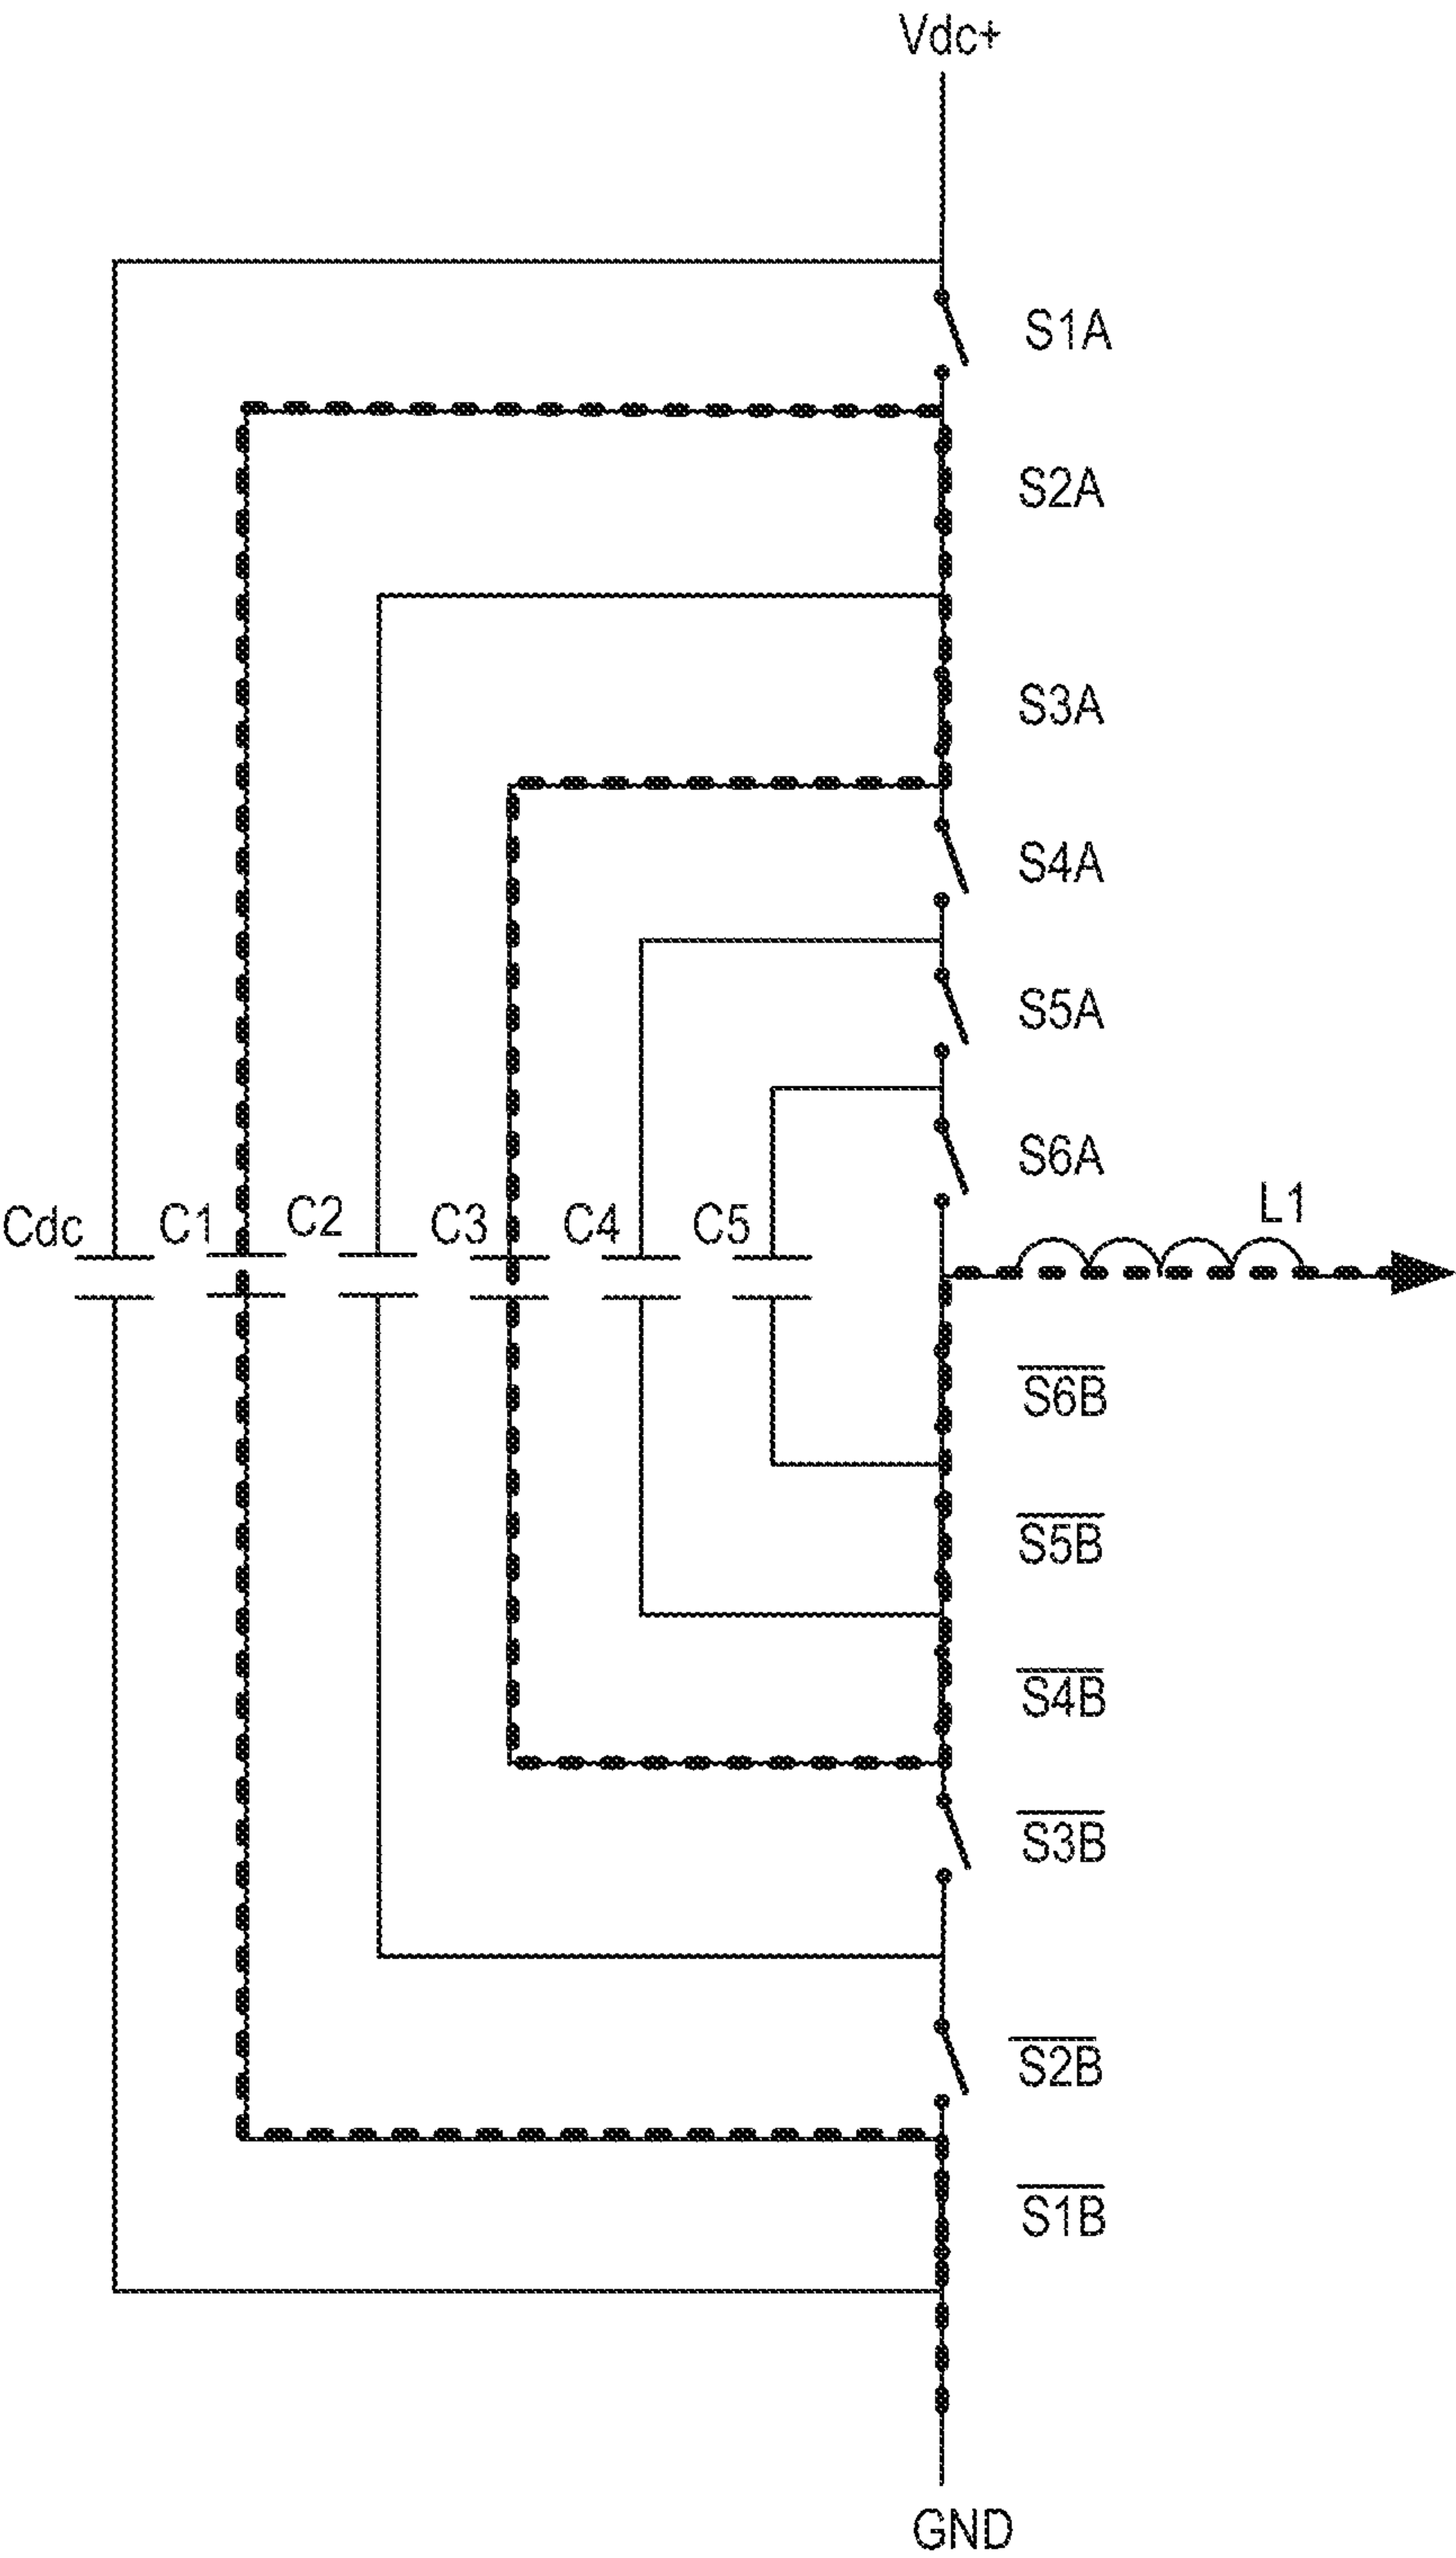 Vdc+
S1A
S2A
S3A
S4A
S5A
S6A
L1
Cdc C1 C2 C3 C4 C5
S6B
S5B
S4B
S3B
S2B
S1B
GND